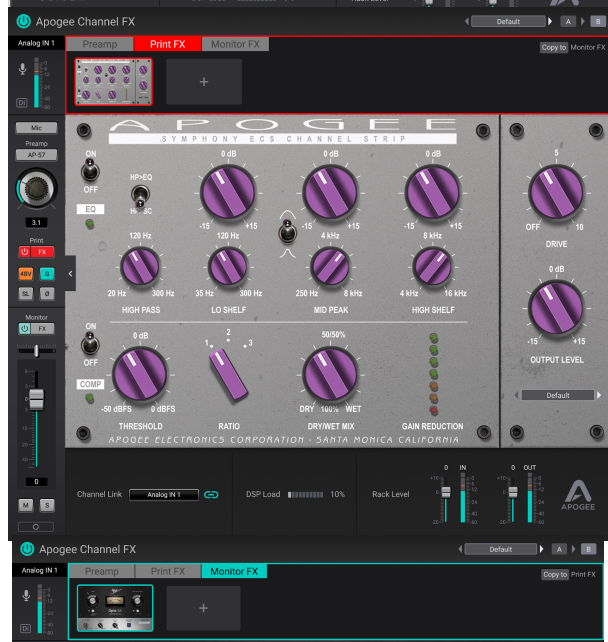 Apogee Channel FX
Default
A
B
Analog IN 1
Preamp
Print FX
Monitor FX
Copy to Monitor FX
Di
Mic
Preamp
AP-57
3.1
Print
FX
48V
G
SL
Ø
Monitor
FX
0
M
S
APOGEE
SYMPHONY ECS CHANNEL STRIP
ON
OFF
EQ
HP>EQ
0 dB
-15
+15
0 dB
-15
+15
0 dB
-15
+15
120 Hz
120 Hz
4 kHz
8 kHz
20 Hz
300 Hz
35 Hz
300 Hz
250 Hz
8 kHz
4 kHz
16 kHz
HIGH PASS
LO SHELF
MID PEAK
HIGH SHELF
ON
OFF
COMP
0 dB
-50 dBFS
0 dBFS
THRESHOLD
1
2
3
RATIO
50/50%
DRY
100%
WET
DRY/WET MIX
GAIN REDUCTION
APOGEE ELECTRONICS CORPORATION - SANTA MONICA CALIFORNIA
5
OFF
10
DRIVE
0 dB
-15
+15
OUTPUT LEVEL
Default
Channel Link
Analog IN 1
DSP Load
10%
Rack Level
0
IN
0
OUT
APOGEE
Apogee Channel FX
Default
A
B
Analog IN 1
Preamp
Print FX
Monitor FX
Copy to Print FX
Di